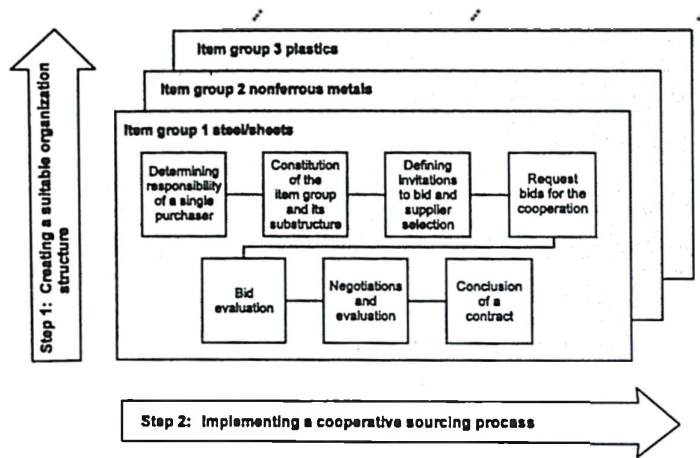 Item group 3 plastics
Item group 2 nonferrous metals
Item group 1 steel/sheets
Determining
responsibility
of a single
purchaser
Constitution
of the
item group
and its
substructure
Defining
invitations
to bid and
supplier
selection
Request
bids for the
cooperation
Bid
evaluation
Negotiations
and
evaluation
Conclusion
of a
contract
Step 1: Creating a suitable organization
structure
Step 2: Implementing a cooperative sourcing process